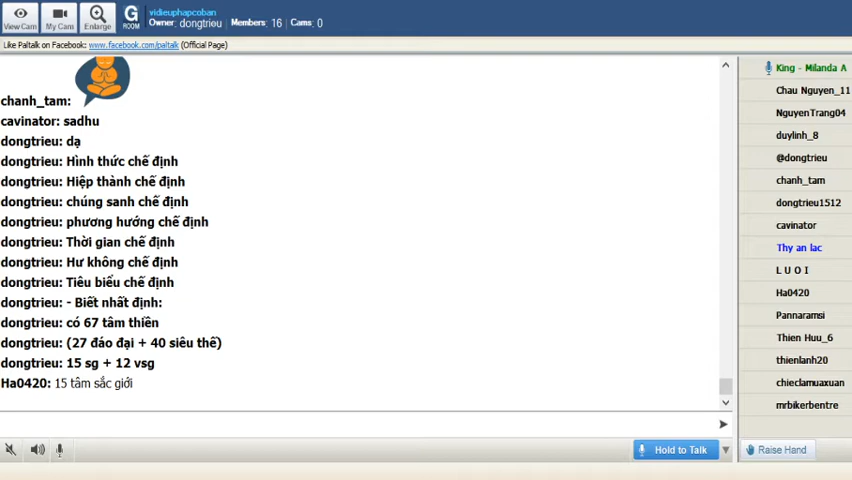 View Cam
My Cam
Enlarge
G
ROOM
vidieuphapcoban
Owner: dongtrieu Members: 16 Cams: 0
Like Paltalk on Facebook: www.facebook.com/paltalk (Official Page)
chanh_tam:
cavinator: sadhu
dongtrieu: dạ
dongtrieu: Hình thức chế định
dongtrieu: Hiệp thành chế định
dongtrieu: chúng sanh chế định
dongtrieu: phương hướng chế định
dongtrieu: Thời gian chế định
dongtrieu: Hư không chế định
dongtrieu: Tiêu biểu chế định
dongtrieu: - Biết nhất định:
dongtrieu: có 67 tâm thiền
dongtrieu: (27 đáo đại + 40 siêu thế)
dongtrieu: 15 sg + 12 vsg
Ha0420: 15 tâm sắc giới
Hold to Talk
King - Milanda A
Chau Nguyen_11
NguyenTrang04
duylinh_8
@dongtrieu
chanh_tam
dongtrieu1512
cavinator
Thy an lac
L U O I
Ha0420
Pannaramsi
Thien Huu_6
thienlanh20
chieclamuaxuan
mrbikerbentre
Raise Hand